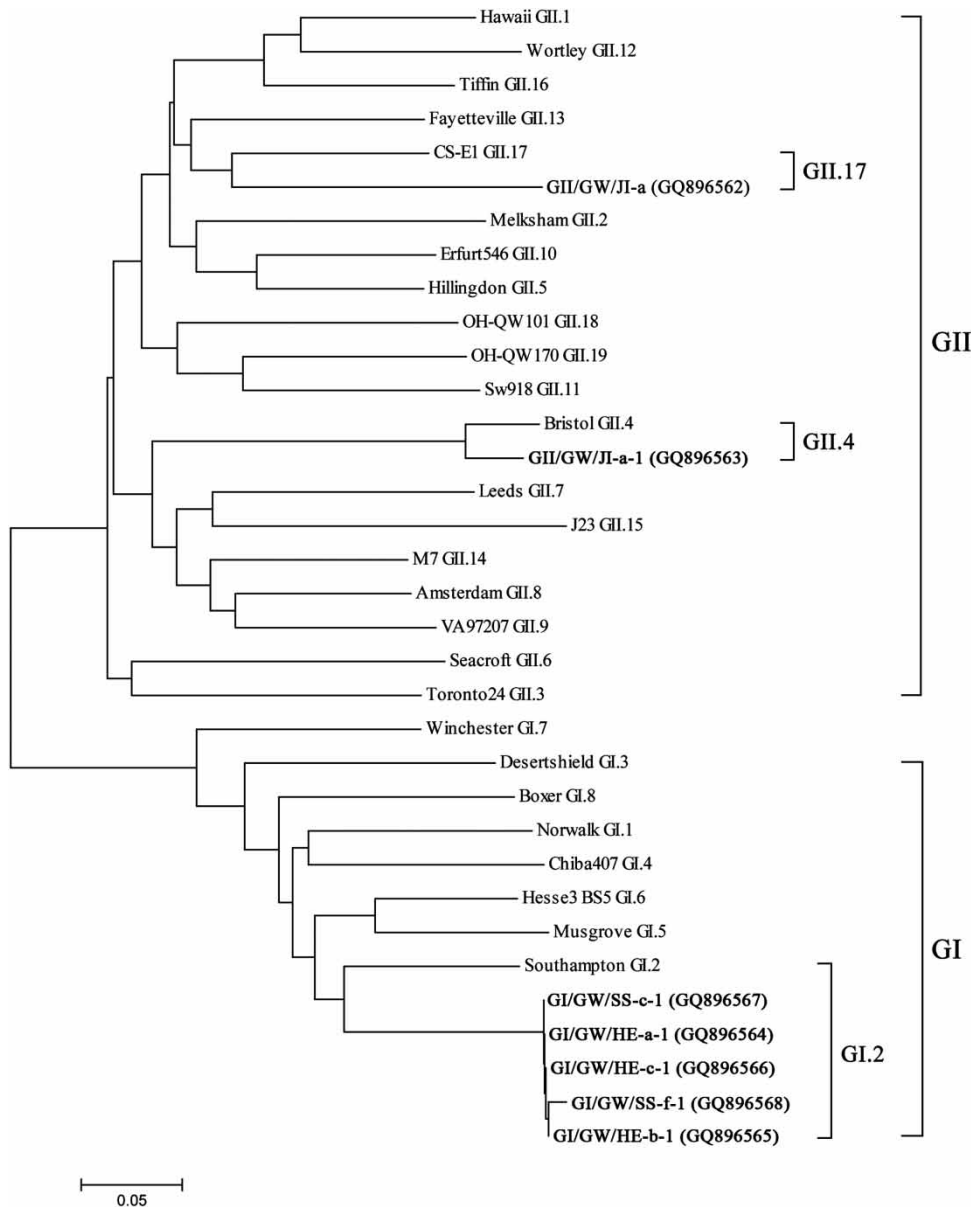 Hawaii GII.1
Wortley GII.12
Tiffin GII.16
Fayetteville GII.13
CS-E1 GII.17
GII.17
GII/GW/JI-a (GQ896562)
Melksham GII.2
Erfurt546 GII.10
Hillingdon GII.5
OH-QW101 GII.18
GII
OH-QW170 GII.19
Sw918 GII.11
Bristol GII.4
GII.4
GII/GW/JI-a-1 (GQ896563)
Leeds GII.7
J23 GII.15
M7 GII.14
Amsterdam GII.8
VA97207 GII.9
Seacroft GII.6
Toronto24 GII.3
Winchester GI.7
Desertshield GI.3
Boxer GI.8
Norwalk GI.1
Chiba407 GI.4
Hesse3 BS5 GI.6
Musgrove GI.5
GI
Southampton GI.2
GI/GW/SS-c-1 (GQ896567)
GI/GW/HE-a-1 (GQ896564)
GI.2
GI/GW/HE-c-1 (GQ896566)
GI/GW/SS-f-1 (GQ896568)
GI/GW/HE-b-1 (GQ896565)
0.05